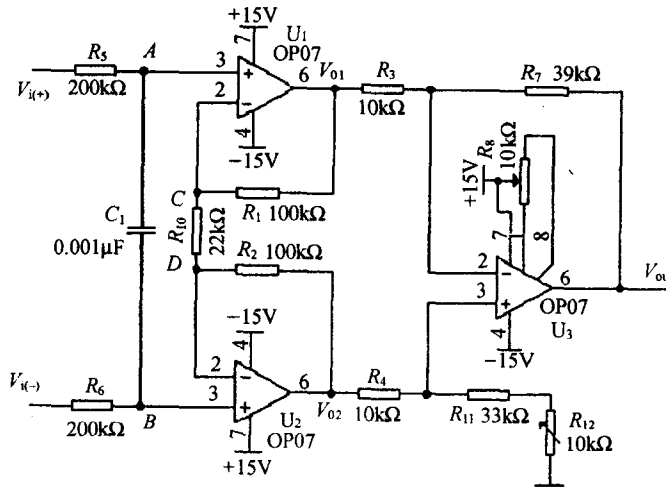 +15V
U1
OP07
7
R5
A
3
+
6
V01
R3
R7 39kΩ
Vi(+)
200kΩ
2
−
10kΩ
4
−15V
R8
10kΩ
+15V
C
R1 100kΩ
C1
R10
22kΩ
7
1
8
0.001μF
R2 100kΩ
D
2
−
6
Vou
3
+
OP07
−15V
4
U3
4
−15V
Vi(−)
R6
2
−
6
R4
3
+
U2
V02
10kΩ
R11 33kΩ
R12
200kΩ
B
7
OP07
10kΩ
+15V